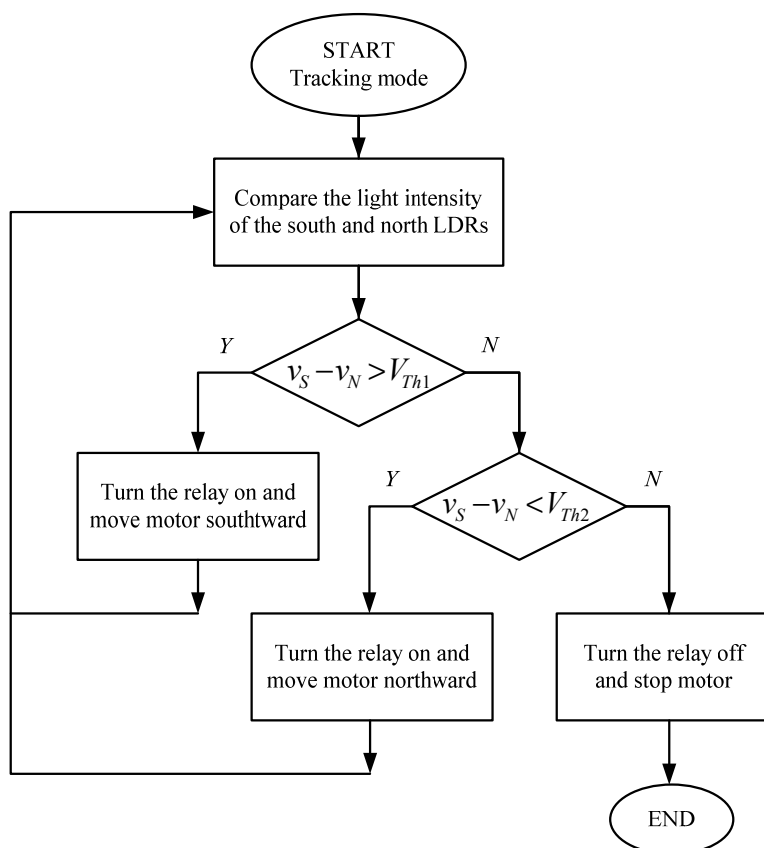 START
Tracking mode
Compare the light intensity
of the south and north LDRs
Y
N
v_S − v_N > V_Th1
Turn the relay on and
move motor southtward
Y
N
v_S − v_N < V_Th2
Turn the relay on and
move motor northward
Turn the relay off
and stop motor
END